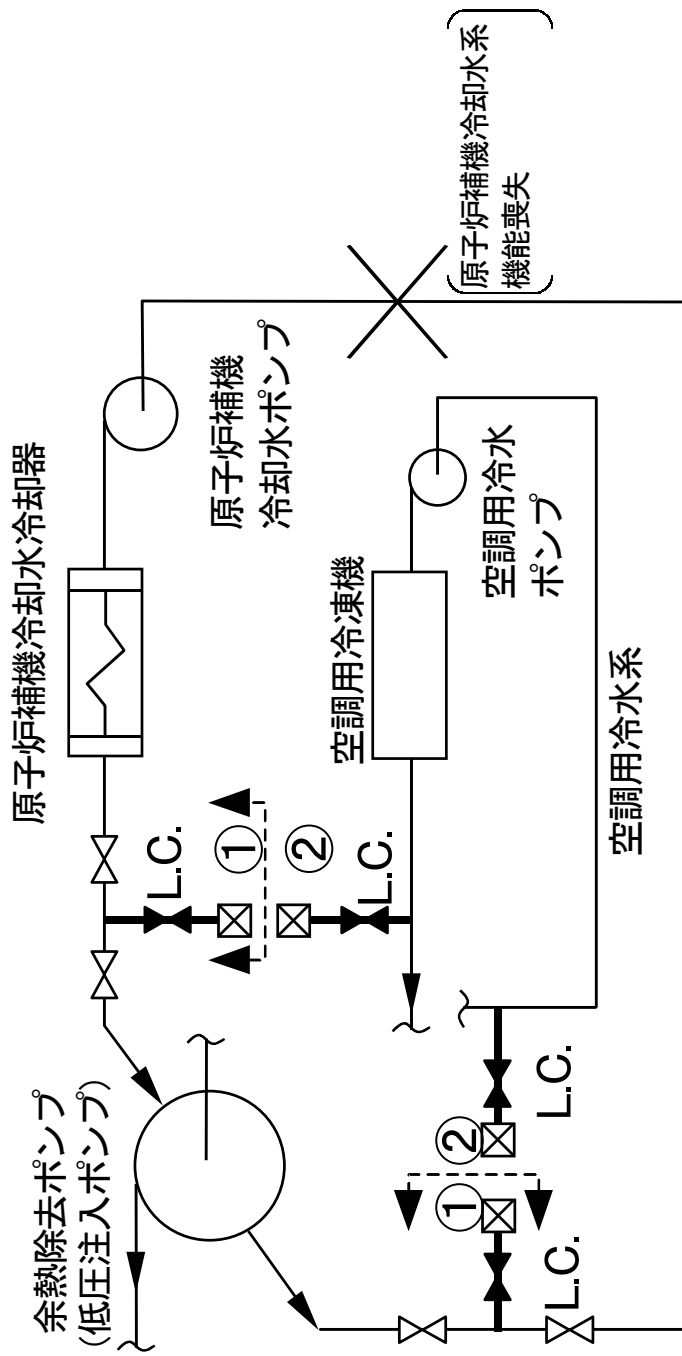 余熱除去ポンプ
(低圧注入ポンプ)
原子炉補機冷却水冷却器
原子炉補機
冷却水ポンプ
原子炉補機冷却水系
機能喪失
L.C.
①
②
L.C.
空調用冷凍機
空調用冷水
ポンプ
①
②
L.C.
L.C.
空調用冷水系